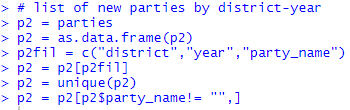 > # list of new parties by district-year
> p2 = parties
> p2 = as.data.frame(p2)
> p2fil = c("district","year","party_name")
> p2 = p2[p2fil]
> p2 = unique(p2)
> p2 = p2[p2$party_name!= "",]